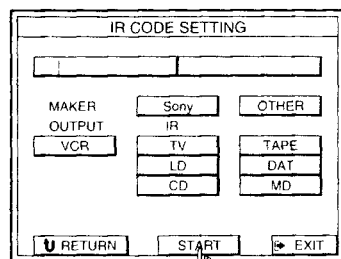 IR CODE SETTING
MAKER Sony OTHER
OUTPUT IR
VCR TV TAPE
LD DAT
CD MD
RETURN START EXIT